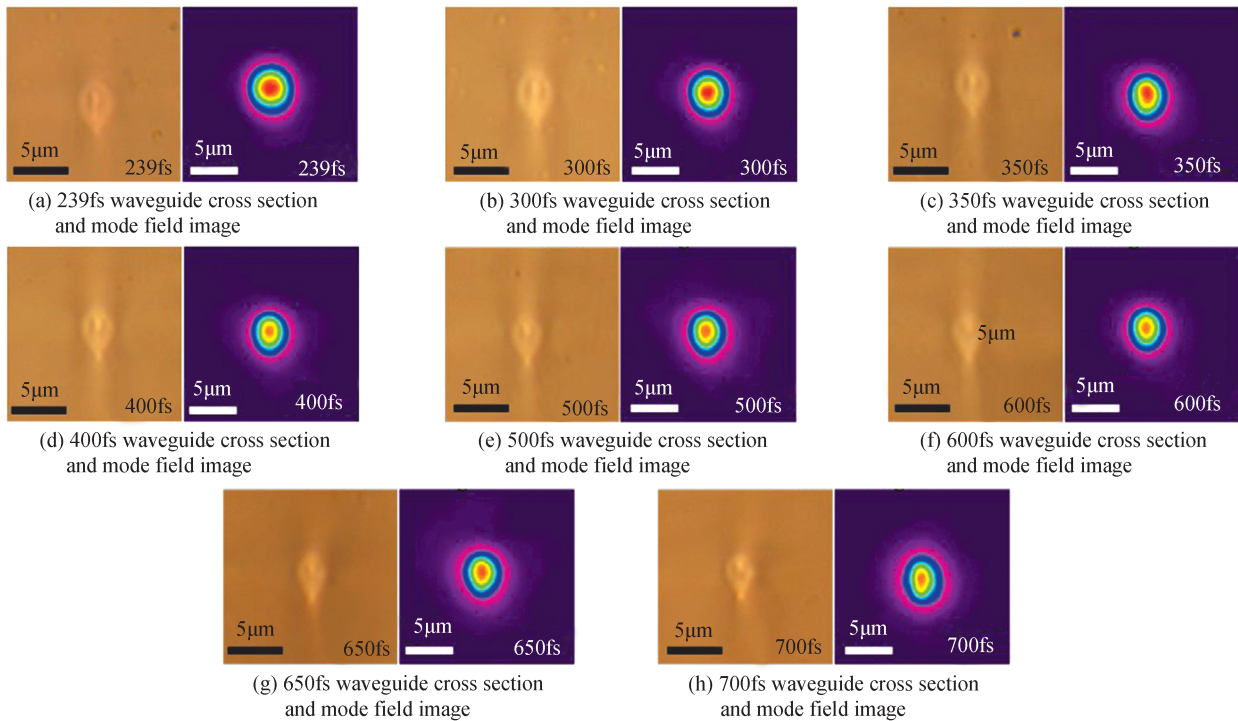 5μm
239fs
5μm
239fs
5μm
300fs
5μm
300fs
5μm
350fs
5μm
350fs
(a) 239fs waveguide cross section
and mode field image
(b) 300fs waveguide cross section
and mode field image
(c) 350fs waveguide cross section
and mode field image
5μm
400fs
5μm
400fs
5μm
500fs
5μm
500fs
5μm
5μm
600fs
5μm
600fs
(d) 400fs waveguide cross section
and mode field image
(e) 500fs waveguide cross section
and mode field image
(f) 600fs waveguide cross section
and mode field image
5μm
650fs
5μm
650fs
5μm
700fs
5μm
700fs
(g) 650fs waveguide cross section
and mode field image
(h) 700fs waveguide cross section
and mode field image